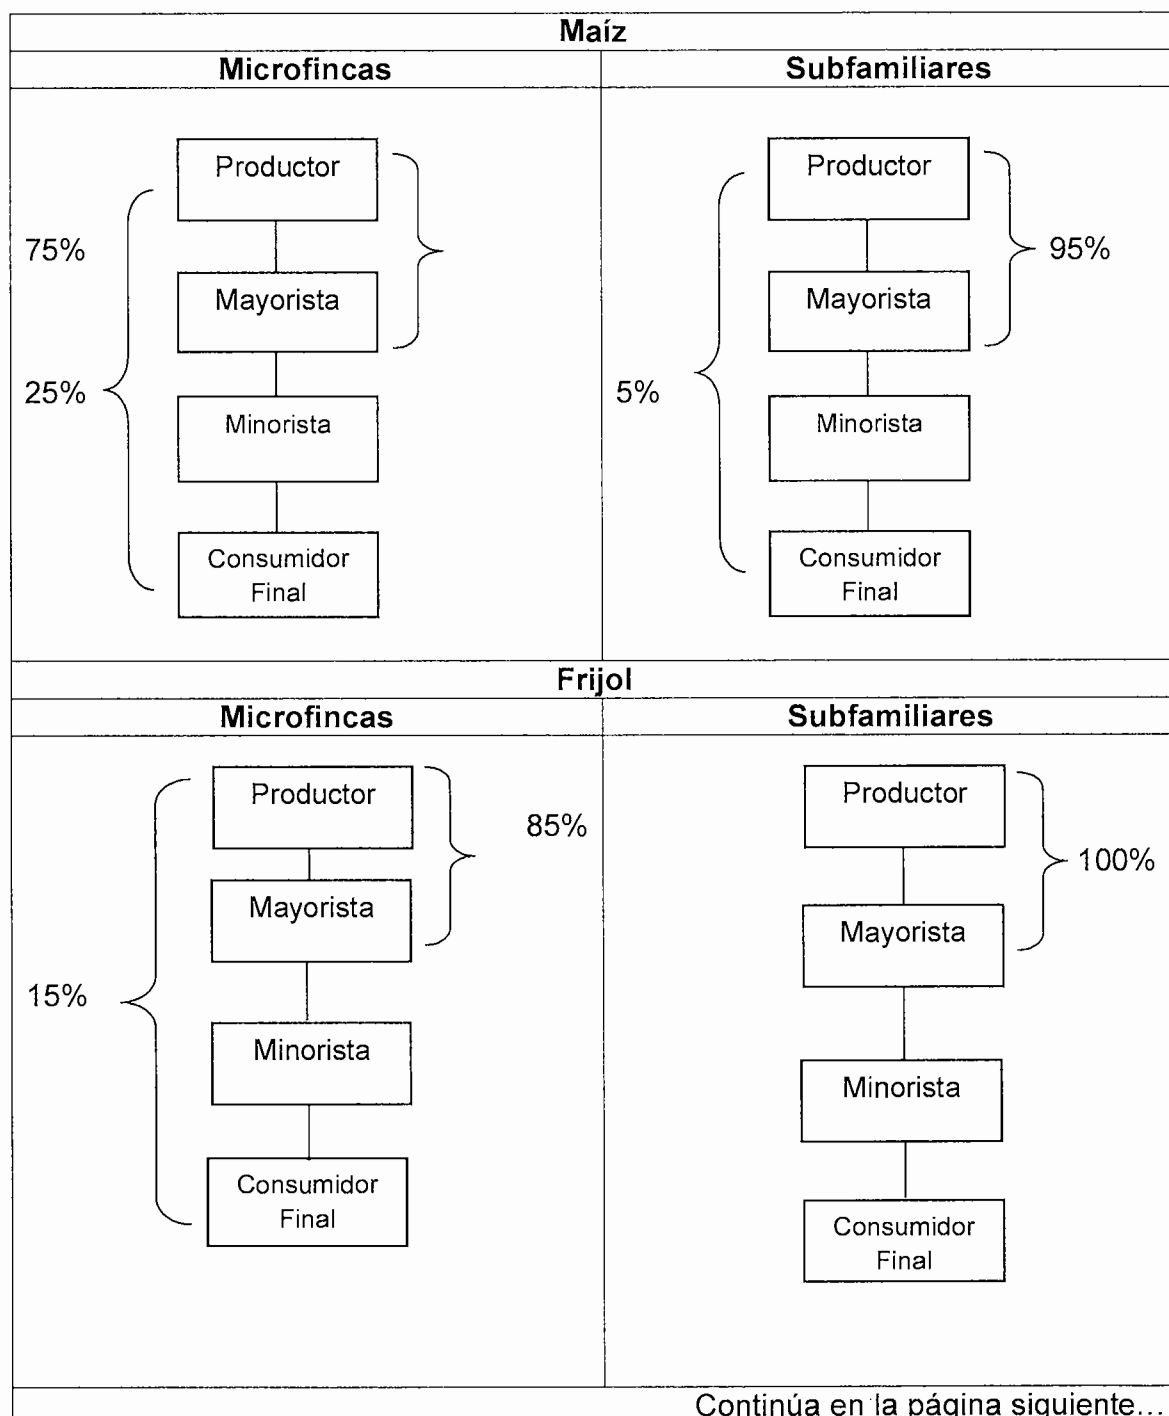 Maíz
Microfincas
Subfamiliares
Productor
75%
Mayorista
25%
Minorista
Consumidor
Final
Productor
95%
Mayorista
5%
Minorista
Consumidor
Final
Frijol
Microfincas
Subfamiliares
Productor
85%
Mayorista
15%
Minorista
Consumidor
Final
Productor
100%
Mayorista
Minorista
Consumidor
Final
Continúa en la página siguiente...